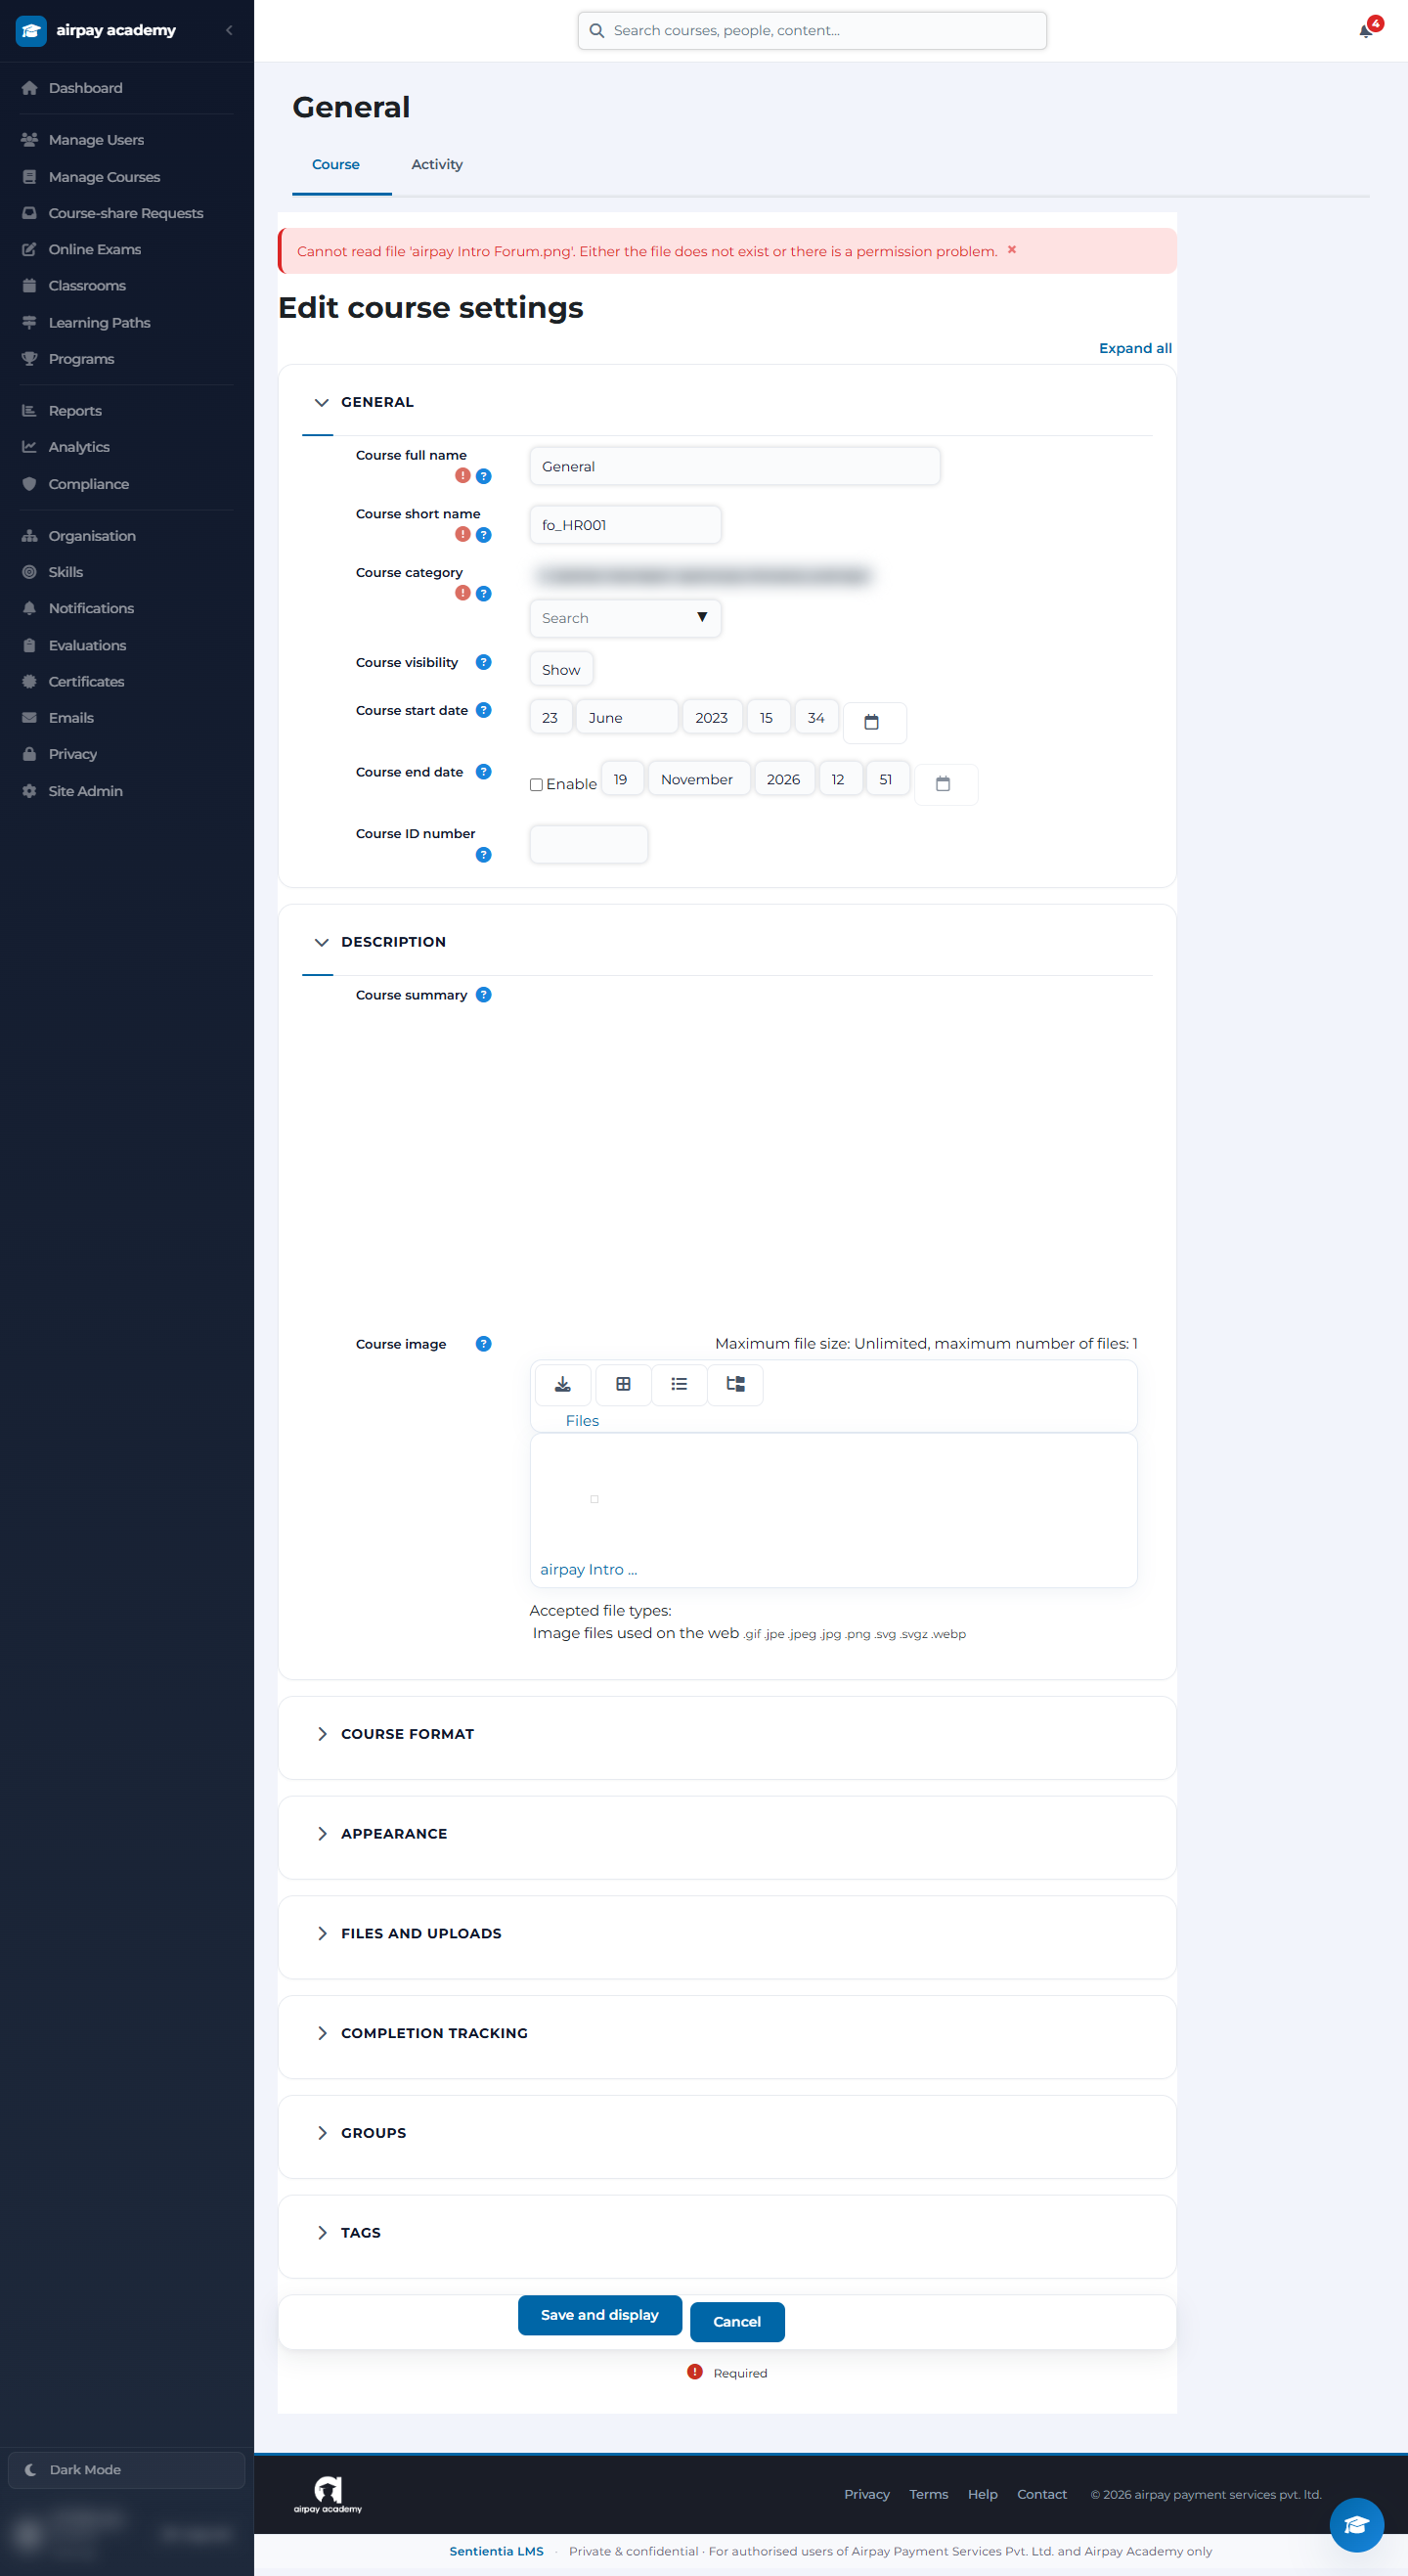 airpay academy
Search courses, people, content...
4
Dashboard
Manage Users
Manage Courses
Course-share Requests
Online Exams
Classrooms
Learning Paths
Programs
Reports
Analytics
Compliance
Organisation
Skills
Notifications
Evaluations
Certificates
Emails
Privacy
Site Admin
General
Course Activity
Cannot read file 'airpay Intro Forum.png'. Either the file does not exist or there is a permission problem. ×
Edit course settings
Expand all
GENERAL
Course full name
General
Course short name
fo_HR001
Course category
Search ▼
Course visibility
Show
Course start date
23 June 2023 15 34
Course end date
Enable 19 November 2026 12 51
Course ID number
DESCRIPTION
Course summary
Course image
Maximum file size: Unlimited, maximum number of files: 1
Files
airpay Intro ...
Accepted file types:
Image files used on the web .gif .jpe .jpeg .jpg .png .svg .svgz .webp
COURSE FORMAT
APPEARANCE
FILES AND UPLOADS
COMPLETION TRACKING
GROUPS
TAGS
Save and display Cancel
Required
Dark Mode
airpay academy
Privacy Terms Help Contact © 2026 airpay payment services pvt. ltd.
Sentientia LMS · Private & confidential · For authorised users of Airpay Payment Services Pvt. Ltd. and Airpay Academy only